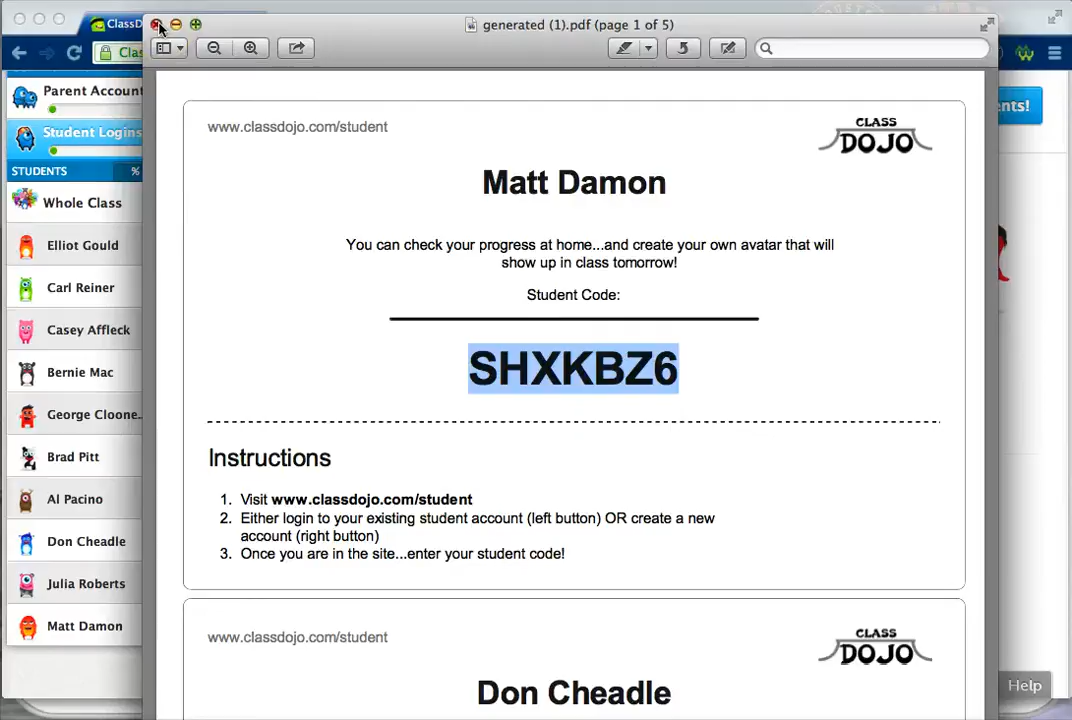 ClassD
generated (1).pdf (page 1 of 5)
Clas
Parent Account
Student Logins
STUDENTS %
Whole Class
Elliot Gould
Carl Reiner
Casey Affleck
Bernie Mac
George Cloone..
Brad Pitt
Al Pacino
Don Cheadle
Julia Roberts
Matt Damon
www.classdojo.com/student
CLASS
DOJO
Matt Damon
You can check your progress at home...and create your own avatar that will
show up in class tomorrow!
Student Code:
SHXKBZ6
Instructions
1. Visit www.classdojo.com/student
2. Either login to your existing student account (left button) OR create a new
account (right button)
3. Once you are in the site...enter your student code!
www.classdojo.com/student
CLASS
DOJO
Don Cheadle
ents!
Help